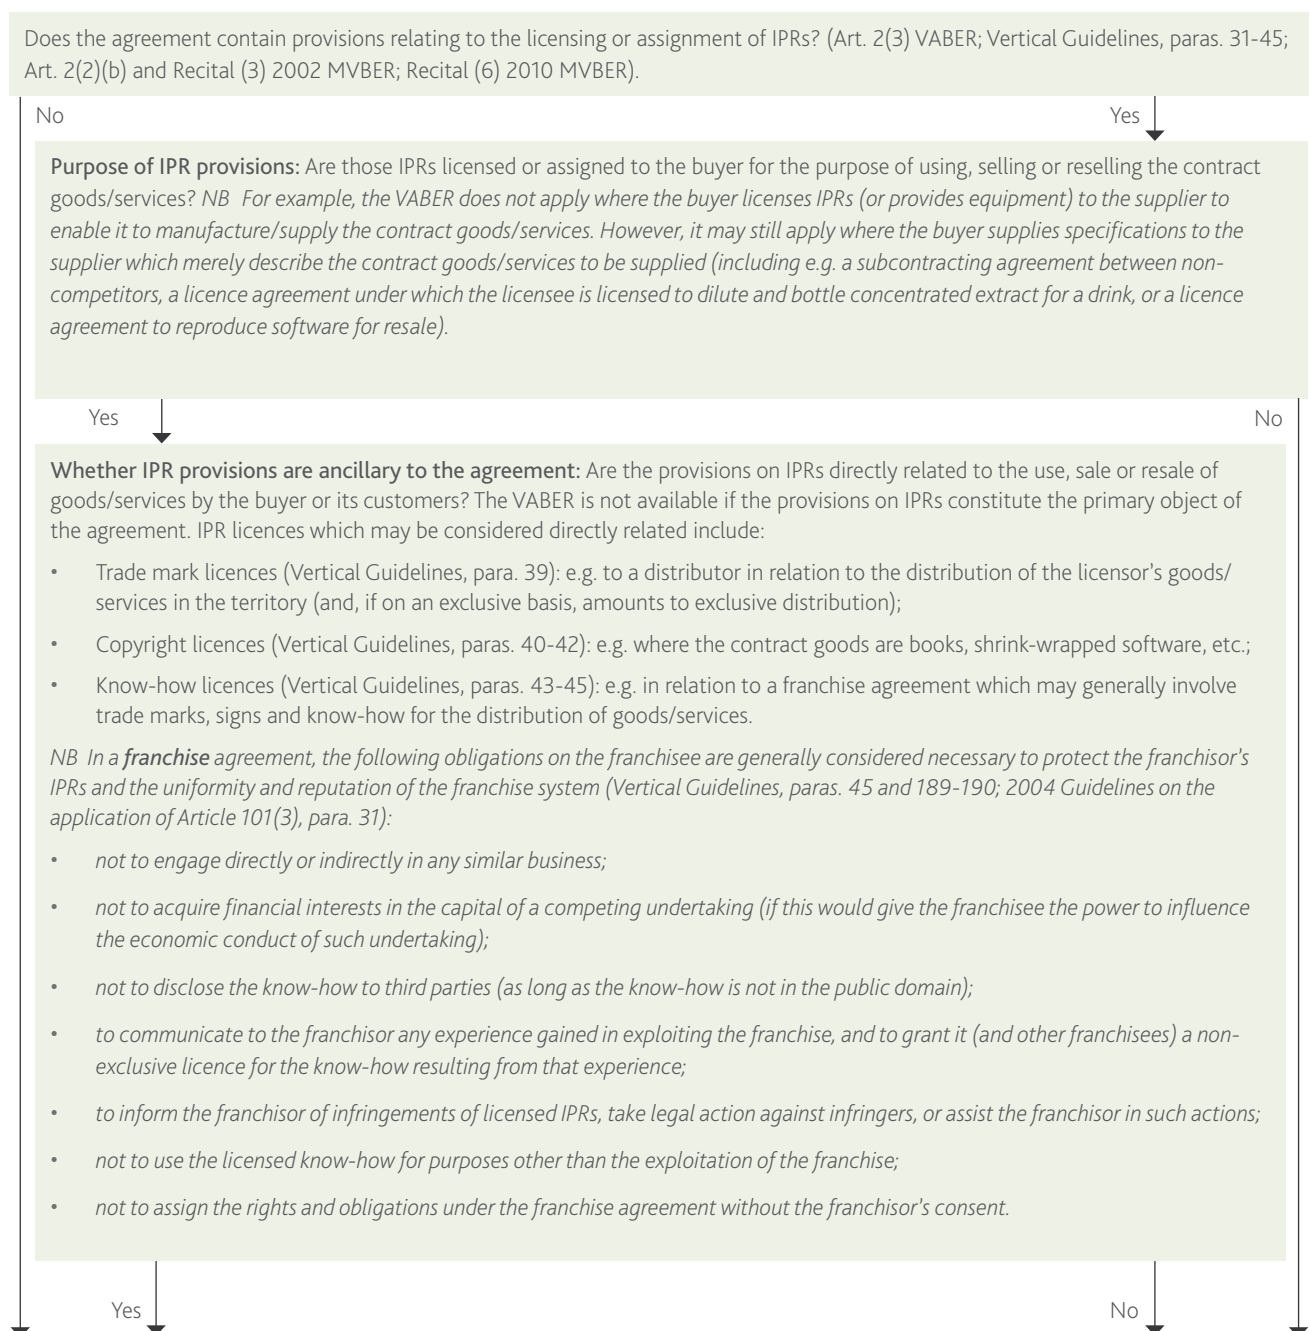 Does the agreement contain provisions relating to the licensing or assignment of IPRs? (Art. 2(3) VABER; Vertical Guidelines, paras. 31-45;
Art. 2(2)(b) and Recital (3) 2002 MVBER; Recital (6) 2010 MVBER).
No
Yes
Purpose of IPR provisions: Are those IPRs licensed or assigned to the buyer for the purpose of using, selling or reselling the contract
goods/services? NB For example, the VABER does not apply where the buyer licenses IPRs (or provides equipment) to the supplier to
enable it to manufacture/supply the contract goods/services. However, it may still apply where the buyer supplies specifications to the
supplier which merely describe the contract goods/services to be supplied (including e.g. a subcontracting agreement between non-
competitors, a licence agreement under which the licensee is licensed to dilute and bottle concentrated extract for a drink, or a licence
agreement to reproduce software for resale).
Yes
No
Whether IPR provisions are ancillary to the agreement: Are the provisions on IPRs directly related to the use, sale or resale of
goods/services by the buyer or its customers? The VABER is not available if the provisions on IPRs constitute the primary object of
the agreement. IPR licences which may be considered directly related include:
• Trade mark licences (Vertical Guidelines, para. 39): e.g. to a distributor in relation to the distribution of the licensor's goods/
services in the territory (and, if on an exclusive basis, amounts to exclusive distribution);
• Copyright licences (Vertical Guidelines, paras. 40-42): e.g. where the contract goods are books, shrink-wrapped software, etc.;
• Know-how licences (Vertical Guidelines, paras. 43-45): e.g. in relation to a franchise agreement which may generally involve
trade marks, signs and know-how for the distribution of goods/services.
NB In a franchise agreement, the following obligations on the franchisee are generally considered necessary to protect the franchisor's
IPRs and the uniformity and reputation of the franchise system (Vertical Guidelines, paras. 45 and 189-190; 2004 Guidelines on the
application of Article 101(3), para. 31):
• not to engage directly or indirectly in any similar business;
• not to acquire financial interests in the capital of a competing undertaking (if this would give the franchisee the power to influence
the economic conduct of such undertaking);
• not to disclose the know-how to third parties (as long as the know-how is not in the public domain);
• to communicate to the franchisor any experience gained in exploiting the franchise, and to grant it (and other franchisees) a non-
exclusive licence for the know-how resulting from that experience;
• to inform the franchisor of infringements of licensed IPRs, take legal action against infringers, or assist the franchisor in such actions;
• not to use the licensed know-how for purposes other than the exploitation of the franchise;
• not to assign the rights and obligations under the franchise agreement without the franchisor's consent.
Yes
No